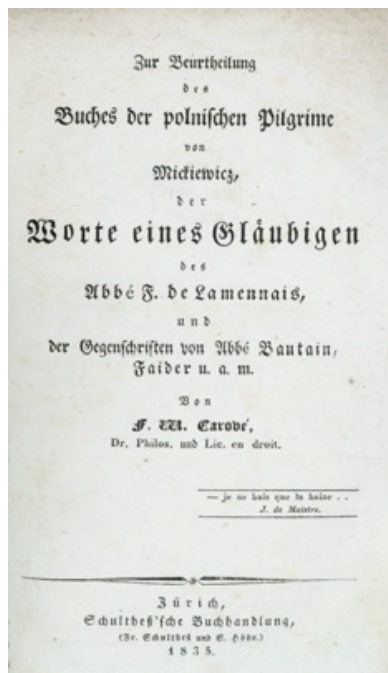 Zur Beurtheilung
des
Buches der polnischen Pilgrime
von
Mickiewicz,
der
Worte eines Gläubigen
des
Abbé F. de Lamennais,
und
der Gegenschriften von Abbé Bautain,
Faider u. a. m.
Von
F. W. Carové,
Dr. Philos. und Lic. en droit.
— je ne hais que la haine . .
J. de Maistre.
Zürich,
Schultheß'sche Buchhandlung,
(Fr. Schultheß und S. Höhr.)
1835.